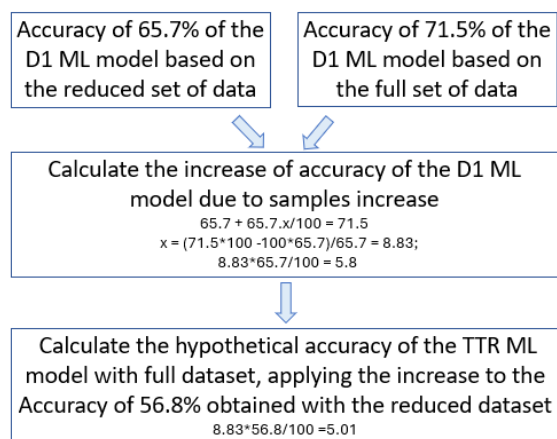 Accuracy of 65.7% of the
D1 ML model based on
the reduced set of data
Accuracy of 71.5% of the
D1 ML model based on
the full set of data
Calculate the increase of accuracy of the D1 ML
model due to samples increase
65.7 + 65.7.x/100 = 71.5
x = (71.5*100 -100*65.7)/65.7 = 8.83;
8.83*65.7/100 = 5.8
Calculate the hypothetical accuracy of the TTR ML
model with full dataset, applying the increase to the
Accuracy of 56.8% obtained with the reduced dataset
8.83*56.8/100 =5.01